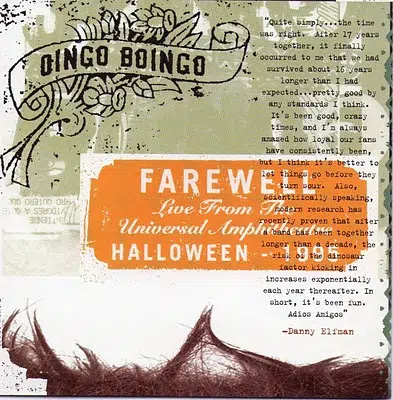 OINGO BOINGO
"Quite simply...the time
was right. After 17 years
together, it finally
occurred to me that we had
survived about 16 years
longer than I had
expected...pretty good by
any standards I think.
It's been good, crazy
times, and I'm always
amazed how loyal our fans
have consistently been,
but I think it's better to
let things go before they
turn sour. Also,
scientifically speaking,
modern research has
recently proven that after
a band has been together
longer than a decade, the
risk of the dinosaur
factor kicking in
increases exponentially
each year thereafter. In
short, it's been fun.
Adios Amigos"
-Danny Elfman
FAREWELL
Live From The
Universal Amphitheatre
HALLOWEEN - 1995